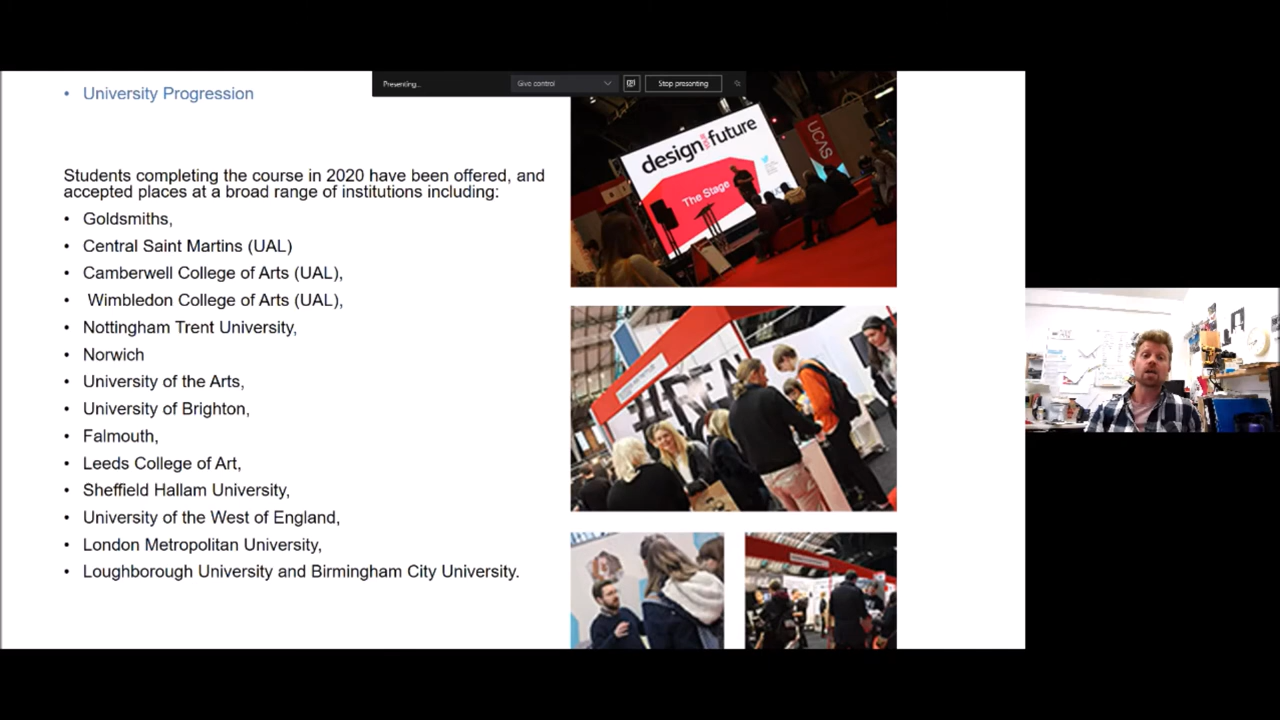 Presenting...
Give control
Stop presenting
• University Progression
Students completing the course in 2020 have been offered, and
accepted places at a broad range of institutions including:
• Goldsmiths,
• Central Saint Martins (UAL)
• Camberwell College of Arts (UAL),
• Wimbledon College of Arts (UAL),
• Nottingham Trent University,
• Norwich
• University of the Arts,
• University of Brighton,
• Falmouth,
• Leeds College of Art,
• Sheffield Hallam University,
• University of the West of England,
• London Metropolitan University,
• Loughborough University and Birmingham City University.
design your future
The Stage
UCAS